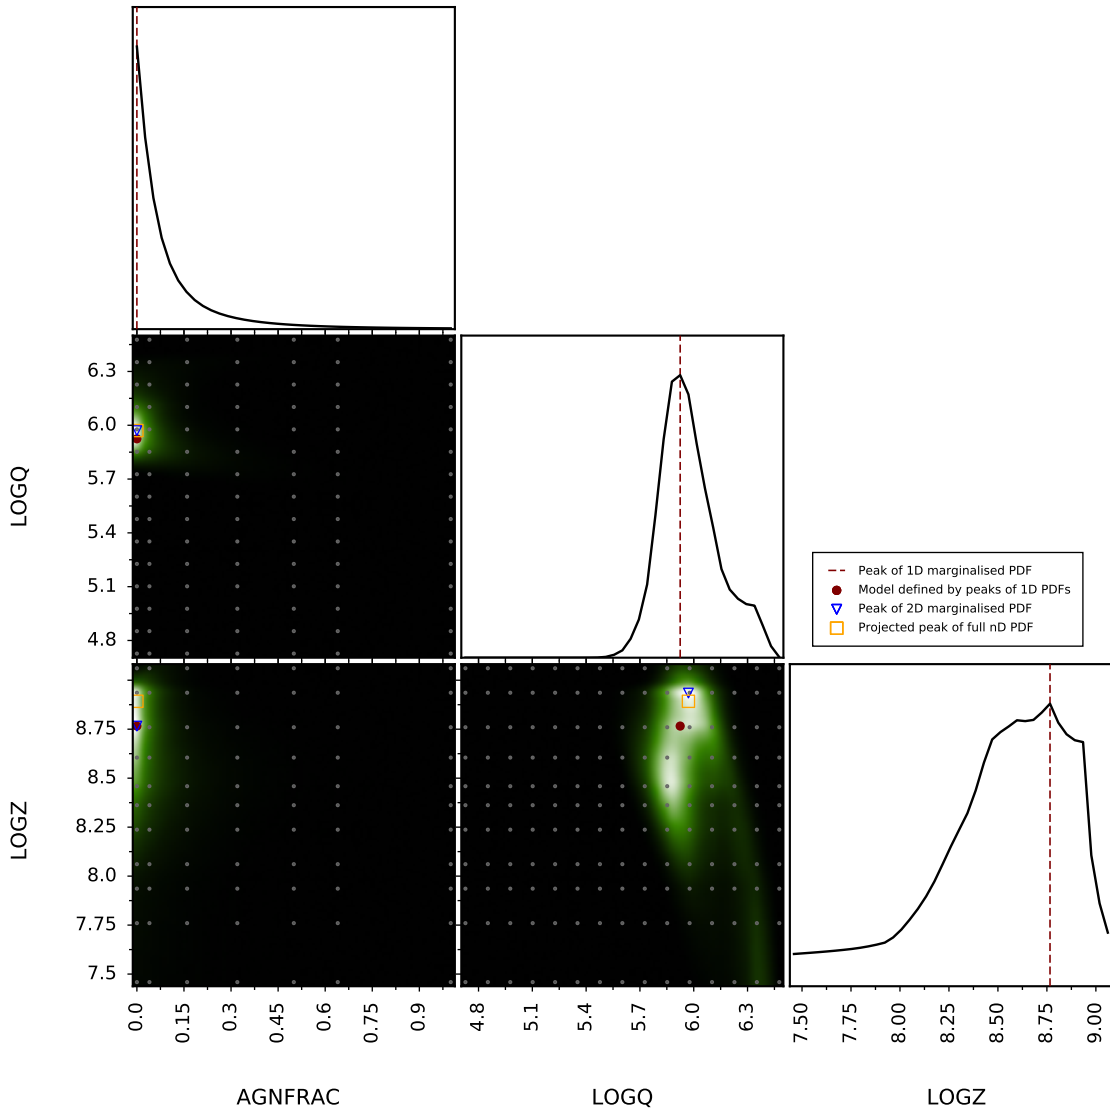 LOGQ
6.3
6.0
5.7
5.4
5.1
4.8
Peak of 1D marginalised PDF
Model defined by peaks of 1D PDFs
Peak of 2D marginalised PDF
Projected peak of full nD PDF
LOGZ
8.75
8.5
8.25
8.0
7.75
7.5
0.0 0.15 0.3 0.45 0.6 0.75 0.9
4.8 5.1 5.4 5.7 6.0 6.3
7.50 7.75 8.00 8.25 8.50 8.75 9.00
AGNFRAC LOGQ LOGZ